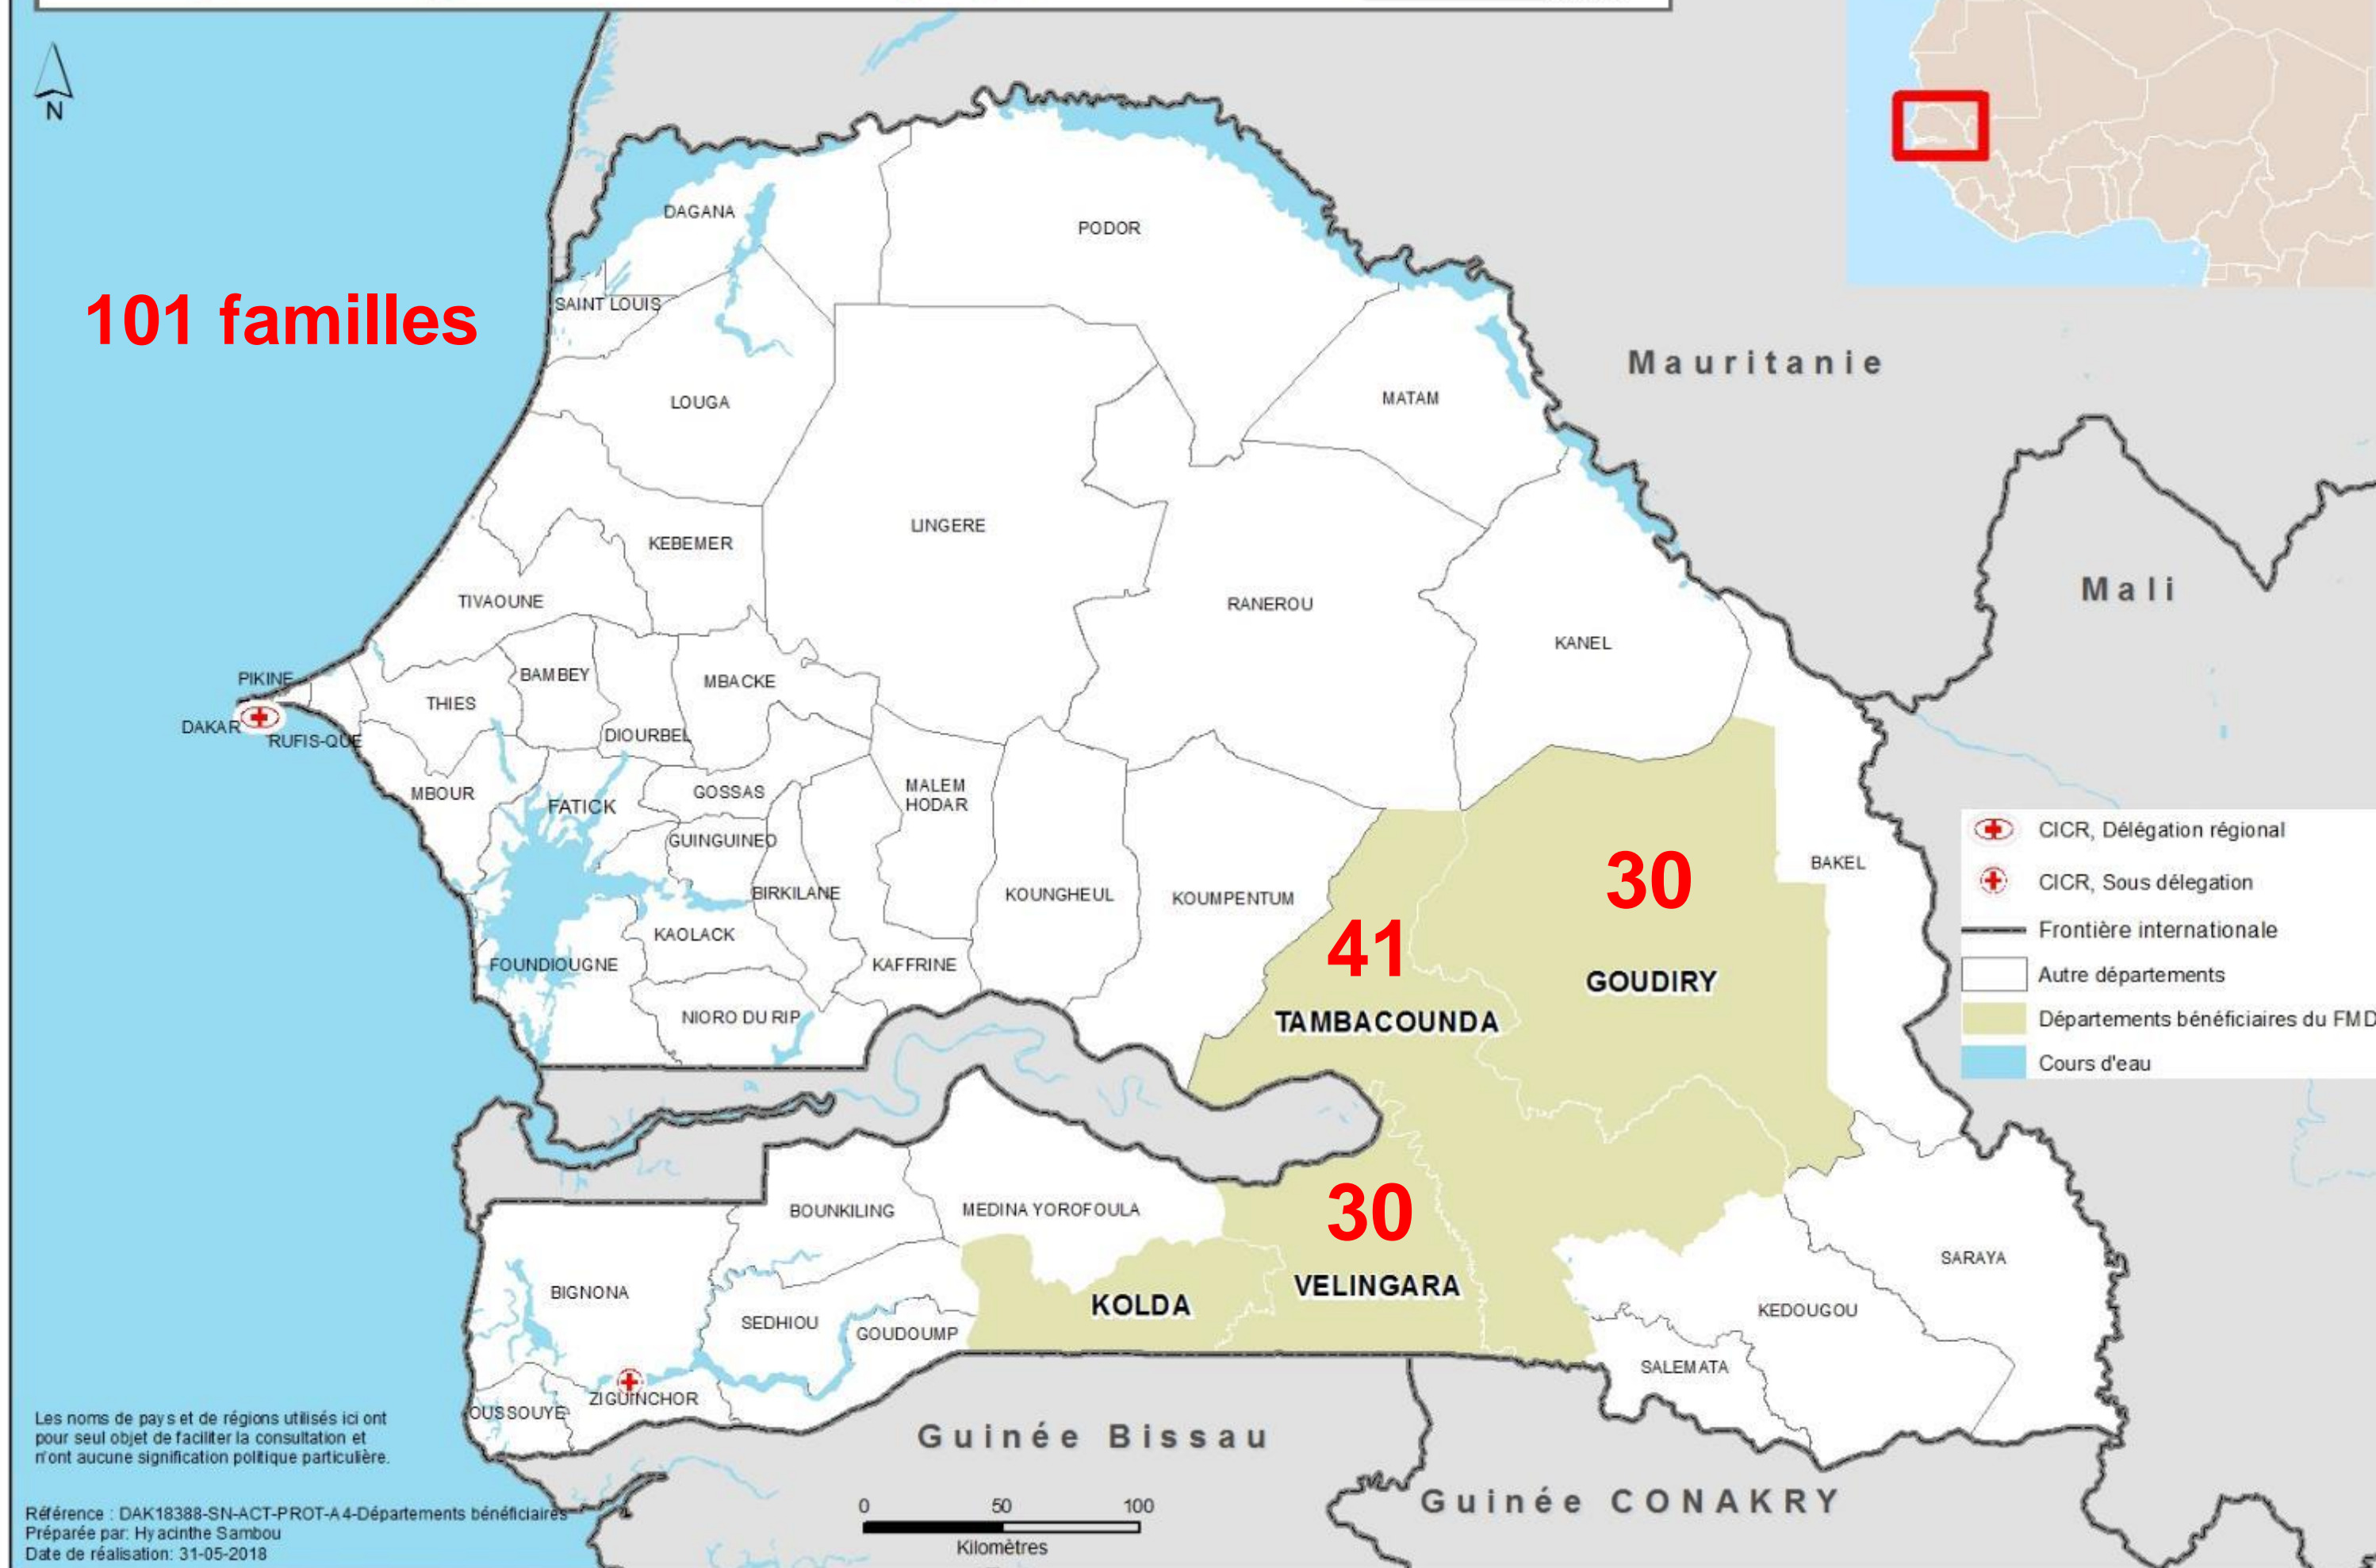 N
DAGANA
PODOR
101 familles
SAINT LOUIS
Mauritanie
LOUGA
MATAM
LINGERE
KEBEMER
Mali
TIVAOUNE
RANEROU
KANEL
PIKINE
BAMBEY
MBACKE
THIES
DAKAR
RUFIS-QUE
DIOURBEL
MBOUR
FATICK
GOSSAS
MALEM
HODAR
GUINGUINEO
BIRKILANE
KOUNGHEUL
KOUMPENTUM
30
BAKEL
CICR, Délégation régional
CICR, Sous délegation
Frontière internationale
Autre départements
Départements bénéficiaires du FMD
Cours d'eau
KAOLACK
41
FOUNDIOUGNE
KAFFRINE
GOUDIRY
NIORO DU RIP
TAMBACOUNDA
BOUNKILING
MEDINA YOROFOULA
30
SARAYA
BIGNONA
VELINGARA
KOLDA
SEDHIOU
GOUDOUMP
KEDOUGOU
SALEMATA
ZIGUINCHOR
OUSSOUYE
Les noms de pays et de régions utilisés ici ont
pour seul objet de faciliter la consultation et
n'ont aucune signification politique particulière.
Guinée Bissau
Guinée CONAKRY
Référence : DAK18388-SN-ACT-PROT-A4-Départements bénéficiaires
Préparée par: Hyacinthe Sambou
Date de réalisation: 31-05-2018
0 50 100
Kilomètres